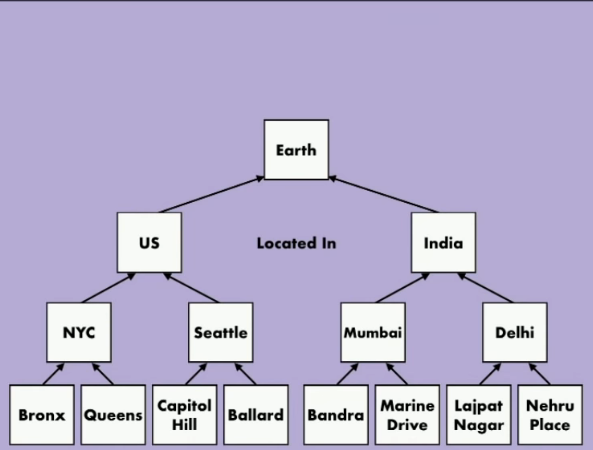 Earth
US
Located In
India
NYC
Seattle
Mumbai
Delhi
Bronx
Queens
Capitol
Hill
Ballard
Bandra
Marine
Drive
Lajpat
Nagar
Nehru
Place